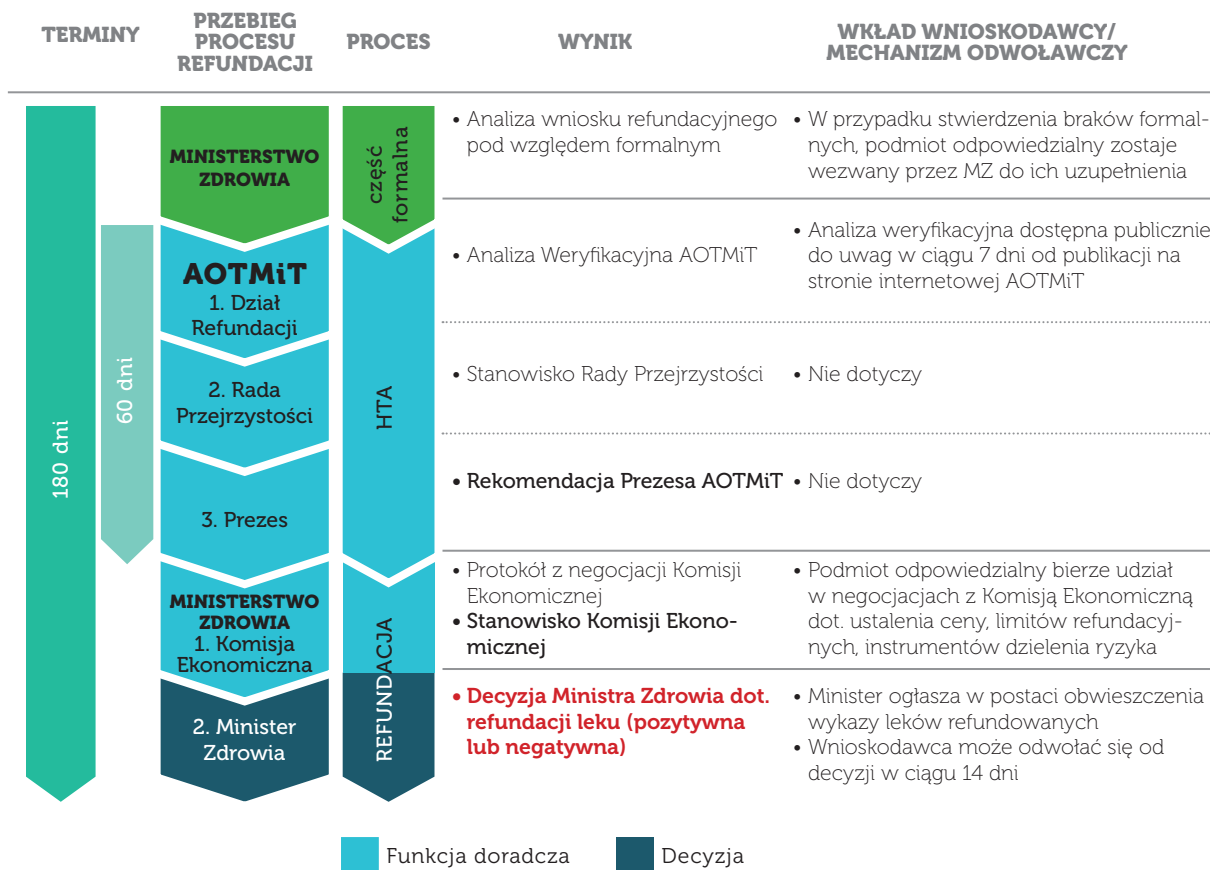 TERMINY
PRZEBIEG
PROCESU
REFUNDACJI
PROCES
WYNIK
WKŁAD WNIOSKODAWCY/
MECHANIZM ODWOŁAWCZY
180 dni
60 dni
MINISTERSTWO
ZDROWIA
część
formalna
• Analiza wniosku refundacyjnego
pod względem formalnym
• W przypadku stwierdzenia braków formal-
nych, podmiot odpowiedzialny zostaje
wezwany przez MZ do ich uzupełnienia
AOTMiT
1. Dział
Refundacji
HTA
• Analiza Weryfikacyjna AOTMiT
• Analiza weryfikacyjna dostępna publicznie
do uwag w ciągu 7 dni od publikacji na
stronie internetowej AOTMiT
2. Rada
Przejrzystości
• Stanowisko Rady Przejrzystości
• Nie dotyczy
3. Prezes
• Rekomendacja Prezesa AOTMiT
• Nie dotyczy
MINISTERSTWO
ZDROWIA
1. Komisja
Ekonomiczna
REFUNDACJA
• Protokół z negocjacji Komisji
Ekonomicznej
• Stanowisko Komisji Ekono-
micznej
• Podmiot odpowiedzialny bierze udział
w negocjacjach z Komisją Ekonomiczną
dot. ustalenia ceny, limitów refundacyj-
nych, instrumentów dzielenia ryzyka
2. Minister
Zdrowia
• Decyzja Ministra Zdrowia dot.
refundacji leku (pozytywna
lub negatywna)
• Minister ogłasza w postaci obwieszczenia
wykazy leków refundowanych
• Wnioskodawca może odwołać się od
decyzji w ciągu 14 dni
Funkcja doradcza
Decyzja